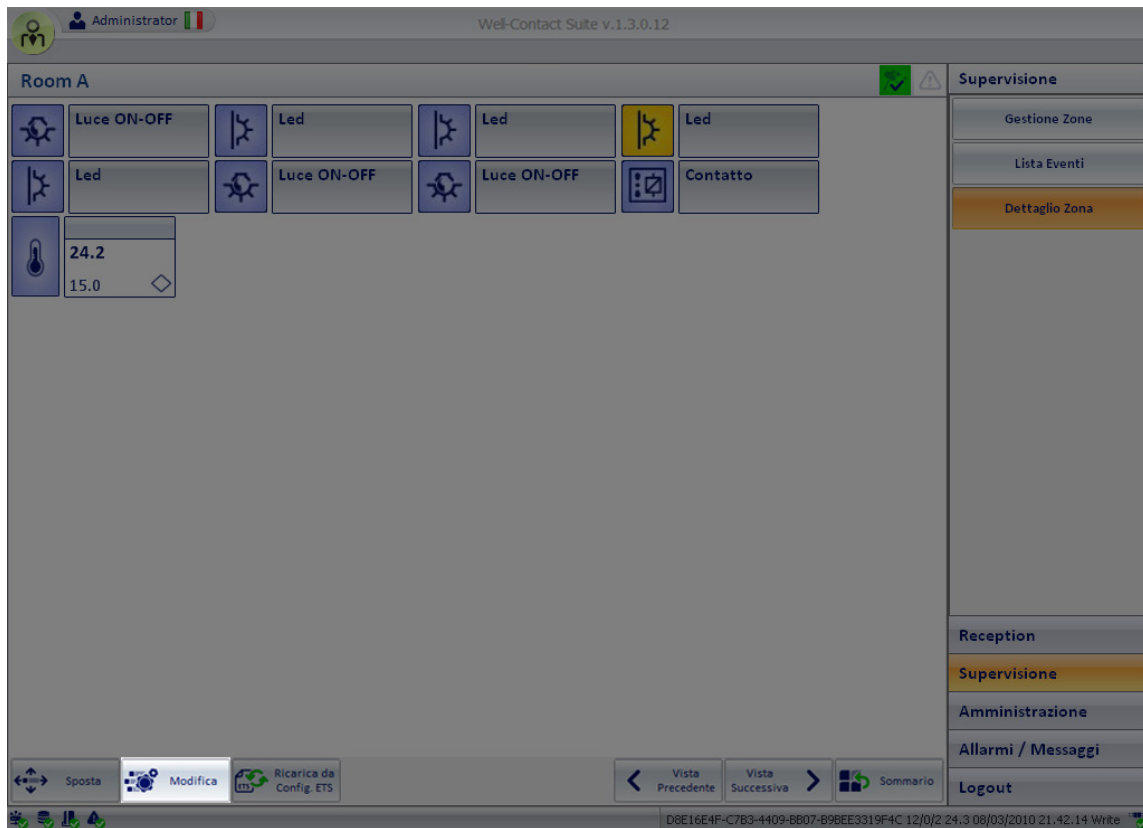 Administrator
Well-Contact Suite v.1.3.0.12
Room A
Supervisione
Luce ON-OFF
Led
Led
Led
Gestione Zone
Lista Eventi
Led
Luce ON-OFF
Luce ON-OFF
Contatto
Dettaglio Zona
24.2
15.0
Reception
Supervisione
Amministrazione
Allarmi / Messaggi
Logout
Sposta
Modifica
ETS
Ricarica da
Config. ETS
Vista
Precedente
Vista
Successiva
Sommario
D8E16E4F-C7B3-4409-BB07-B9BEE3319F4C 12/0/2 24.3 08/03/2010 21.42.14 Write